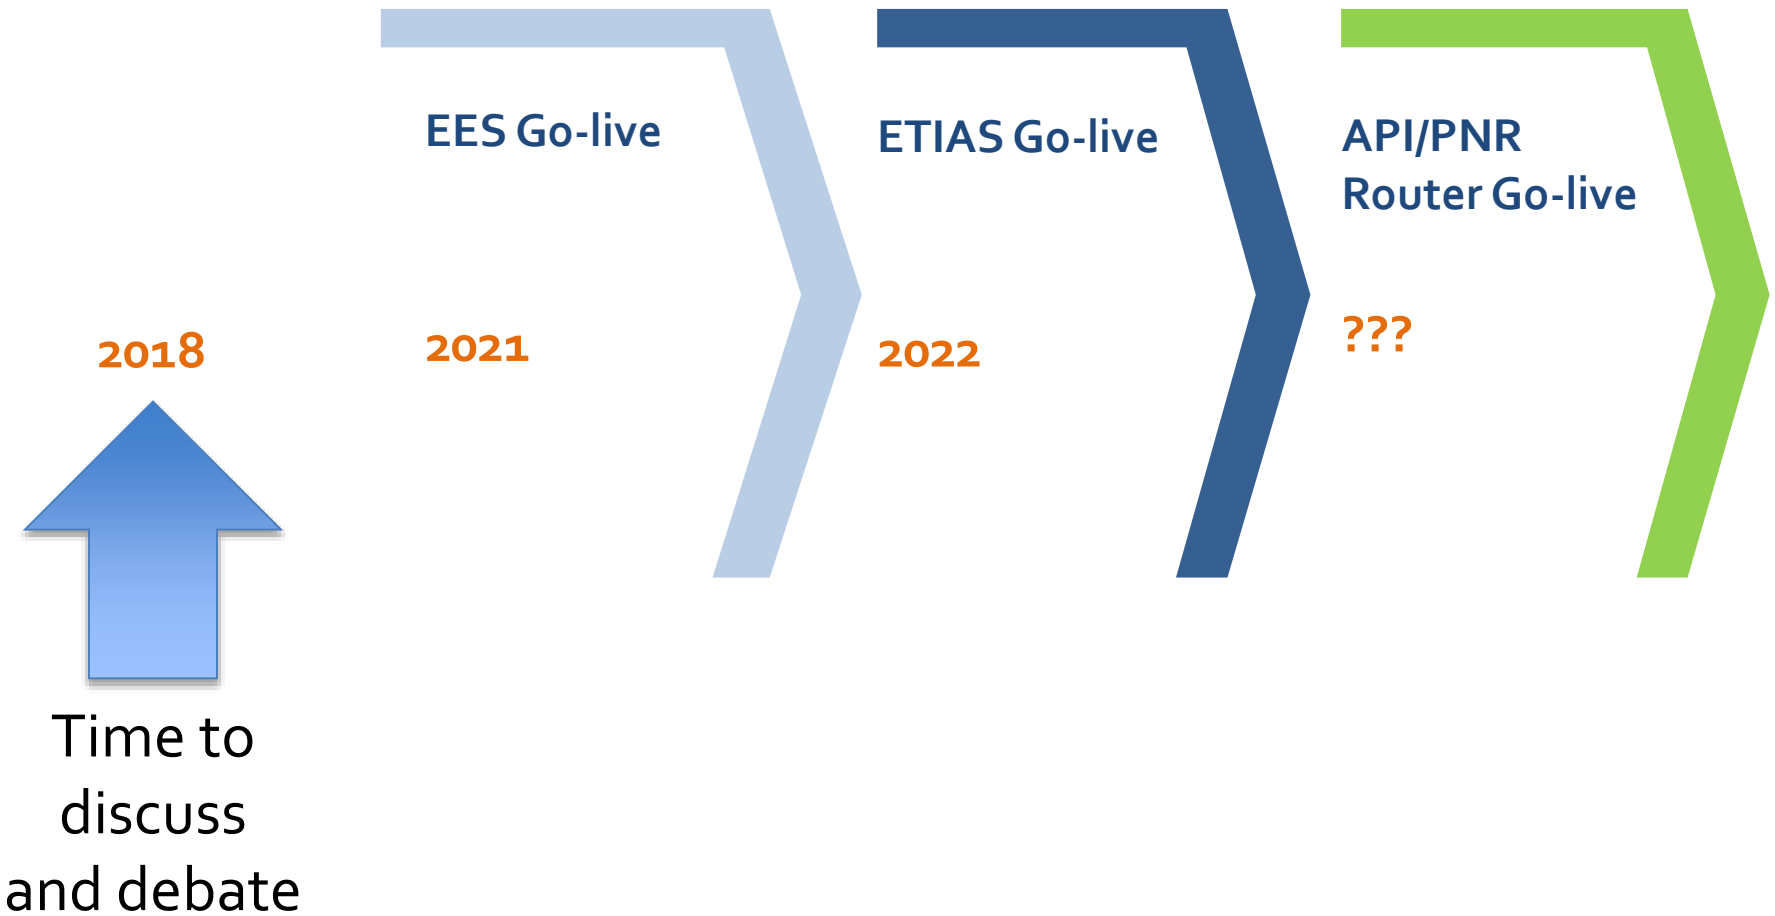 EES Go-live
ETIAS Go-live
API/PNR
Router Go-live
2018
2021
2022
???
Time to
discuss
and debate